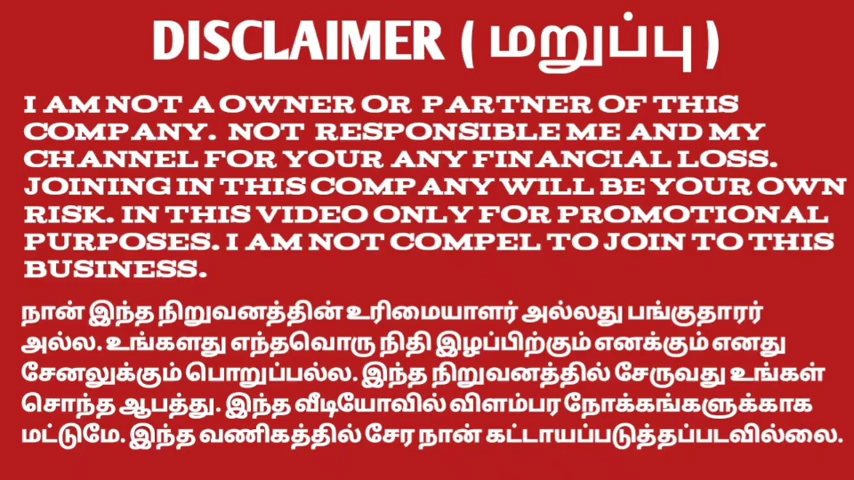 DISCLAIMER ( மறுப்பு )
I AM NOT A OWNER OR PARTNER OF THIS
COMPANY. NOT RESPONSIBLE ME AND MY
CHANNEL FOR YOUR ANY FINANCIAL LOSS.
JOINING IN THIS COMPANY WILL BE YOUR OWN
RISK. IN THIS VIDEO ONLY FOR PROMOTIONAL
PURPOSES. I AM NOT COMPEL TO JOIN TO THIS
BUSINESS.
நான் இந்த நிறுவனத்தின் உரிமையாளர் அல்லது பங்குதாரர்
அல்ல. உங்களது எந்தவொரு நிதி இழப்பிற்கும் எனக்கும் எனது
சேனலுக்கும் பொறுப்பல்ல. இந்த நிறுவனத்தில் சேருவது உங்கள்
சொந்த ஆபத்து. இந்த வீடியோவில் விளம்பர நோக்கங்களுக்காக
மட்டுமே. இந்த வணிகத்தில் சேர நான் கட்டாயப்படுத்தப்படவில்லை.